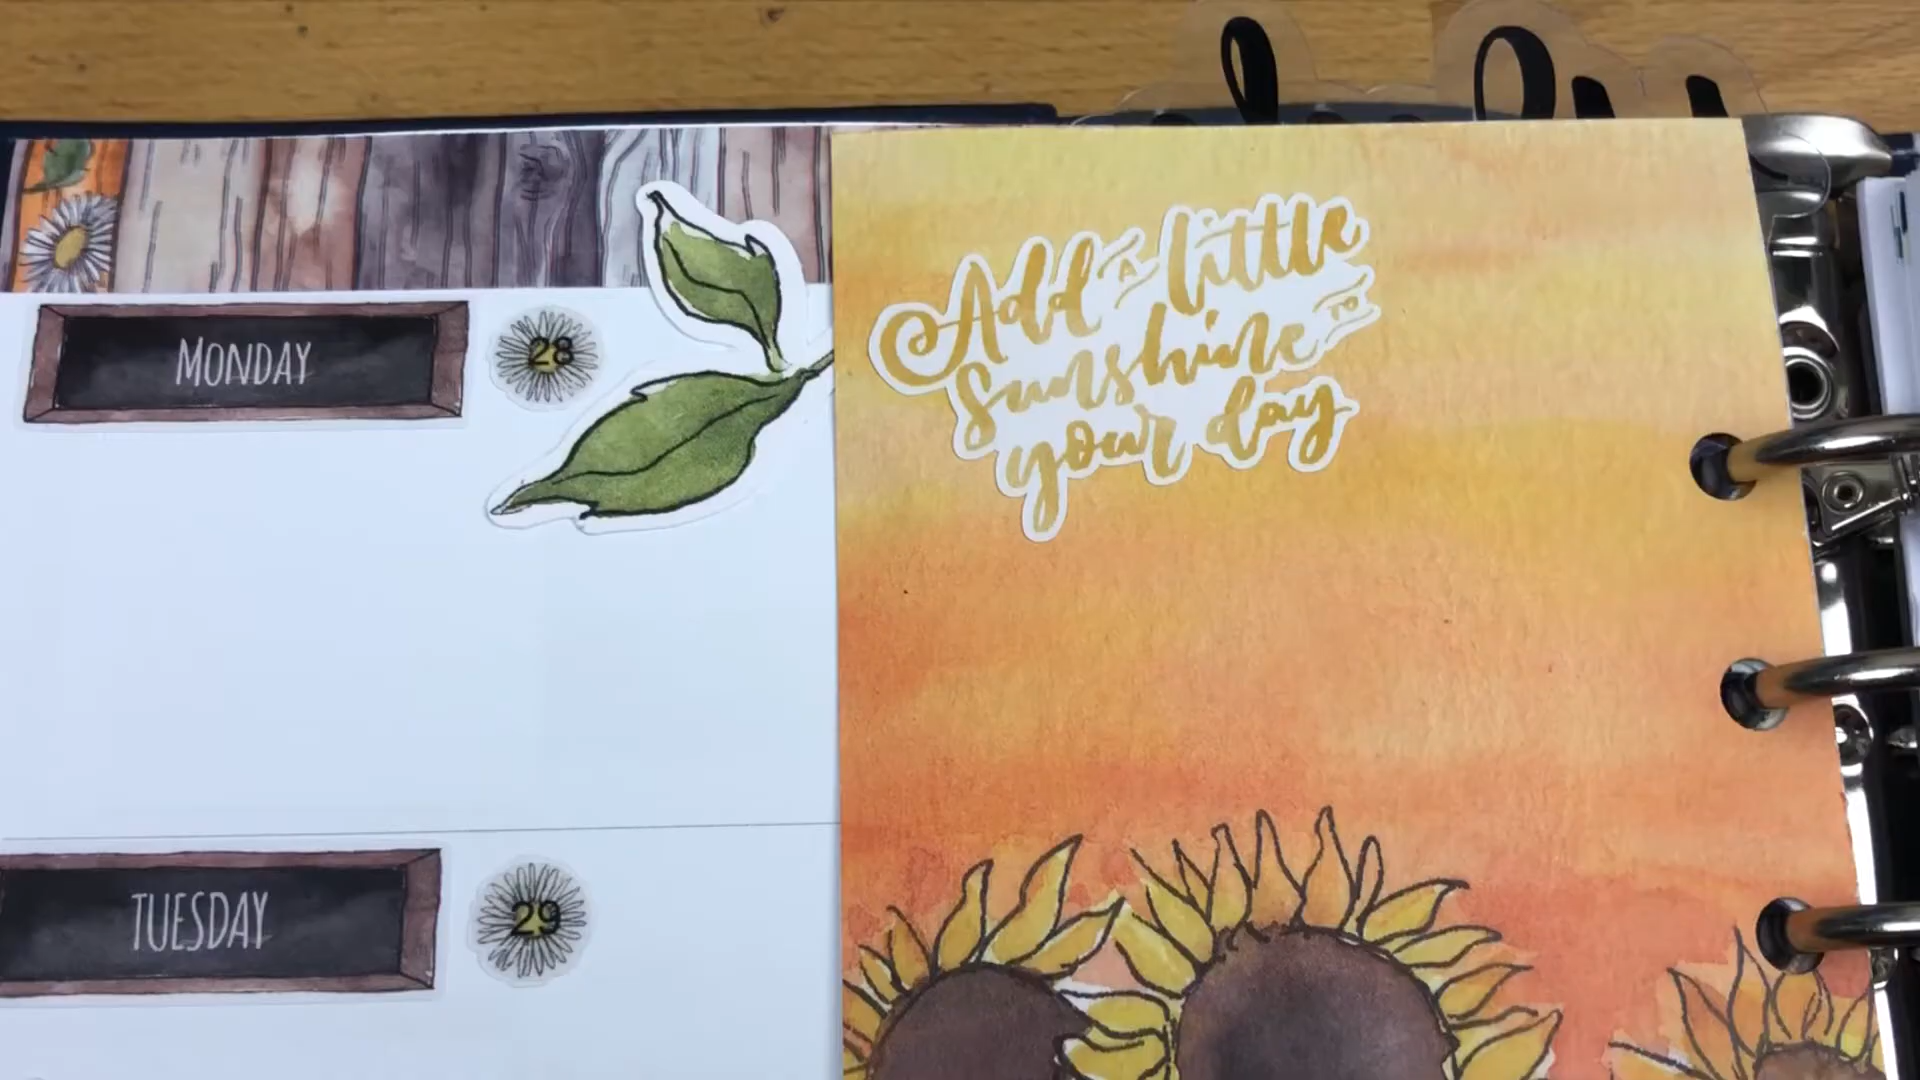 MONDAY
28
TUESDAY
29
Add A little
Sunshine TO
your day